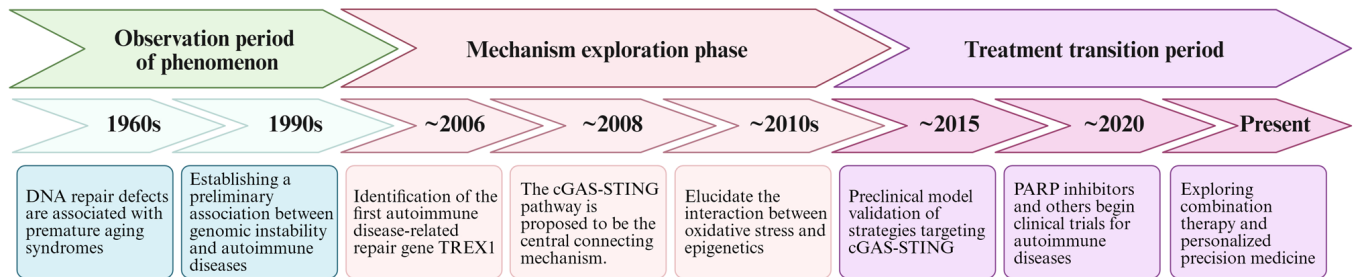 Observation period
of phenomenon
Mechanism exploration phase
Treatment transition period
1960s
1990s
~2006
~2008
~2010s
~2015
~2020
Present
DNA repair defects
are associated with
premature aging
syndromes
Establishing a
preliminary
association between
genomic instability
and autoimmune
diseases
Identification of the
first autoimmune
disease-related
repair gene TREX1
The cGAS-STING
pathway is
proposed to be the
central connecting
mechanism.
Elucidate the
interaction between
oxidative stress and
epigenetics
Preclinical model
validation of
strategies targeting
cGAS-STING
PARP inhibitors
and others begin
clinical trials for
autoimmune
diseases
Exploring
combination
therapy and
personalized
precision medicine